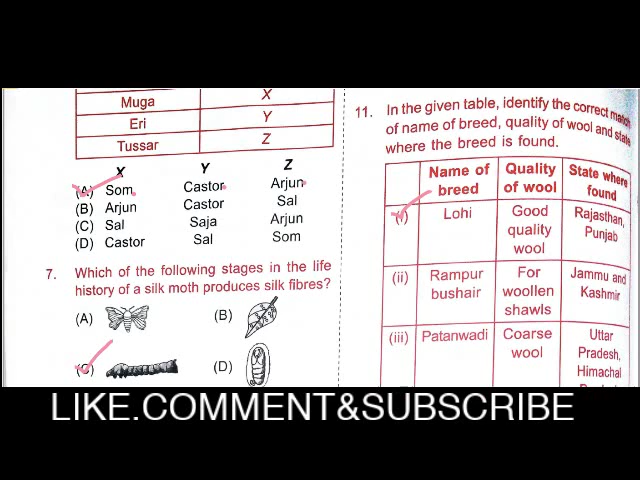 Muga X
Eri Y
Tussar Z
X Y Z
(A) Som Castor Arjun
(B) Arjun Castor Sal
(C) Sal Saja Arjun
(D) Castor Sal Som
7. Which of the following stages in the life
history of a silk moth produces silk fibres?
(A) (B)
(C) (D)
11. In the given table, identify the correct match
of name of breed, quality of wool and state
where the breed is found.
Name of Quality State where
breed of wool found
(i) Lohi Good Rajasthan,
quality Punjab
wool
(ii) Rampur For Jammu and
bushair woollen Kashmir
shawls
(iii) Patanwadi Coarse Uttar
wool Pradesh,
Himachal
LIKE.COMMENT&SUBSCRIBE